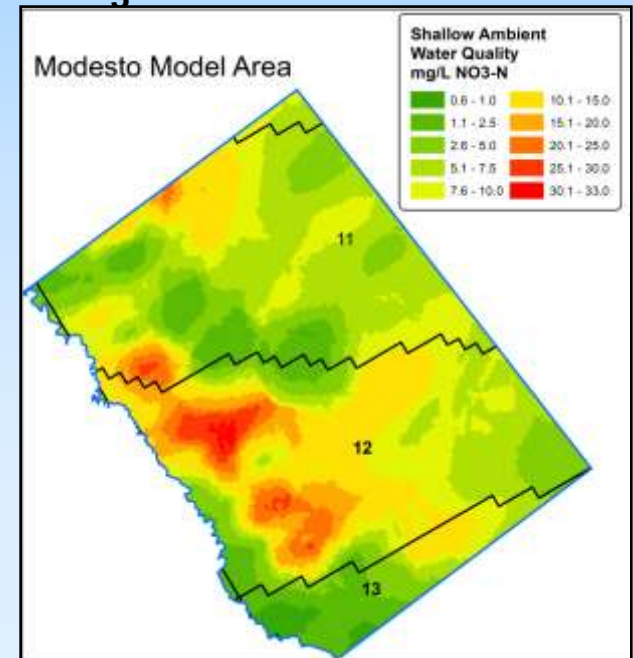 Modesto Model Area
Shallow Ambient
Water Quality
mg/L NO3-N
0.6 - 1.0
1.1 - 2.5
2.6 - 5.0
5.1 - 7.5
7.6 - 10.0
10.1 - 15.0
15.1 - 20.0
20.1 - 25.0
25.1 - 30.0
30.1 - 33.0
11
12
13